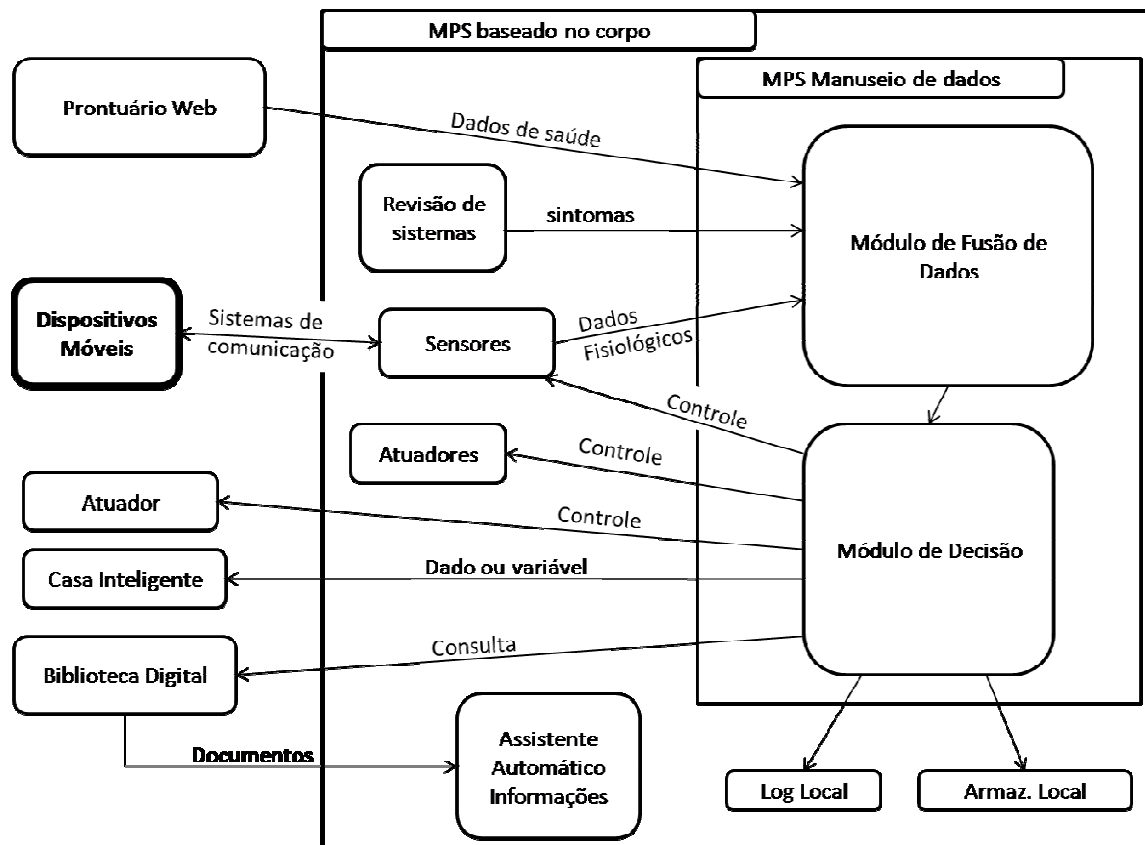 MPS baseado no corpo
MPS Manuseio de dados
Prontuário Web
Dados de saúde
Revisão de
sistemas
sintomas
Módulo de Fusão de
Dados
Dispositivos
Móveis
Sistemas de
comunicação
Sensores
Dados
Fisiológicos
Controle
Atuadores
Controle
Atuador
Controle
Módulo de Decisão
Casa Inteligente
Dado ou variável
Consulta
Biblioteca Digital
Documentos
Assistente
Automático
Informações
Log Local
Armaz. Local